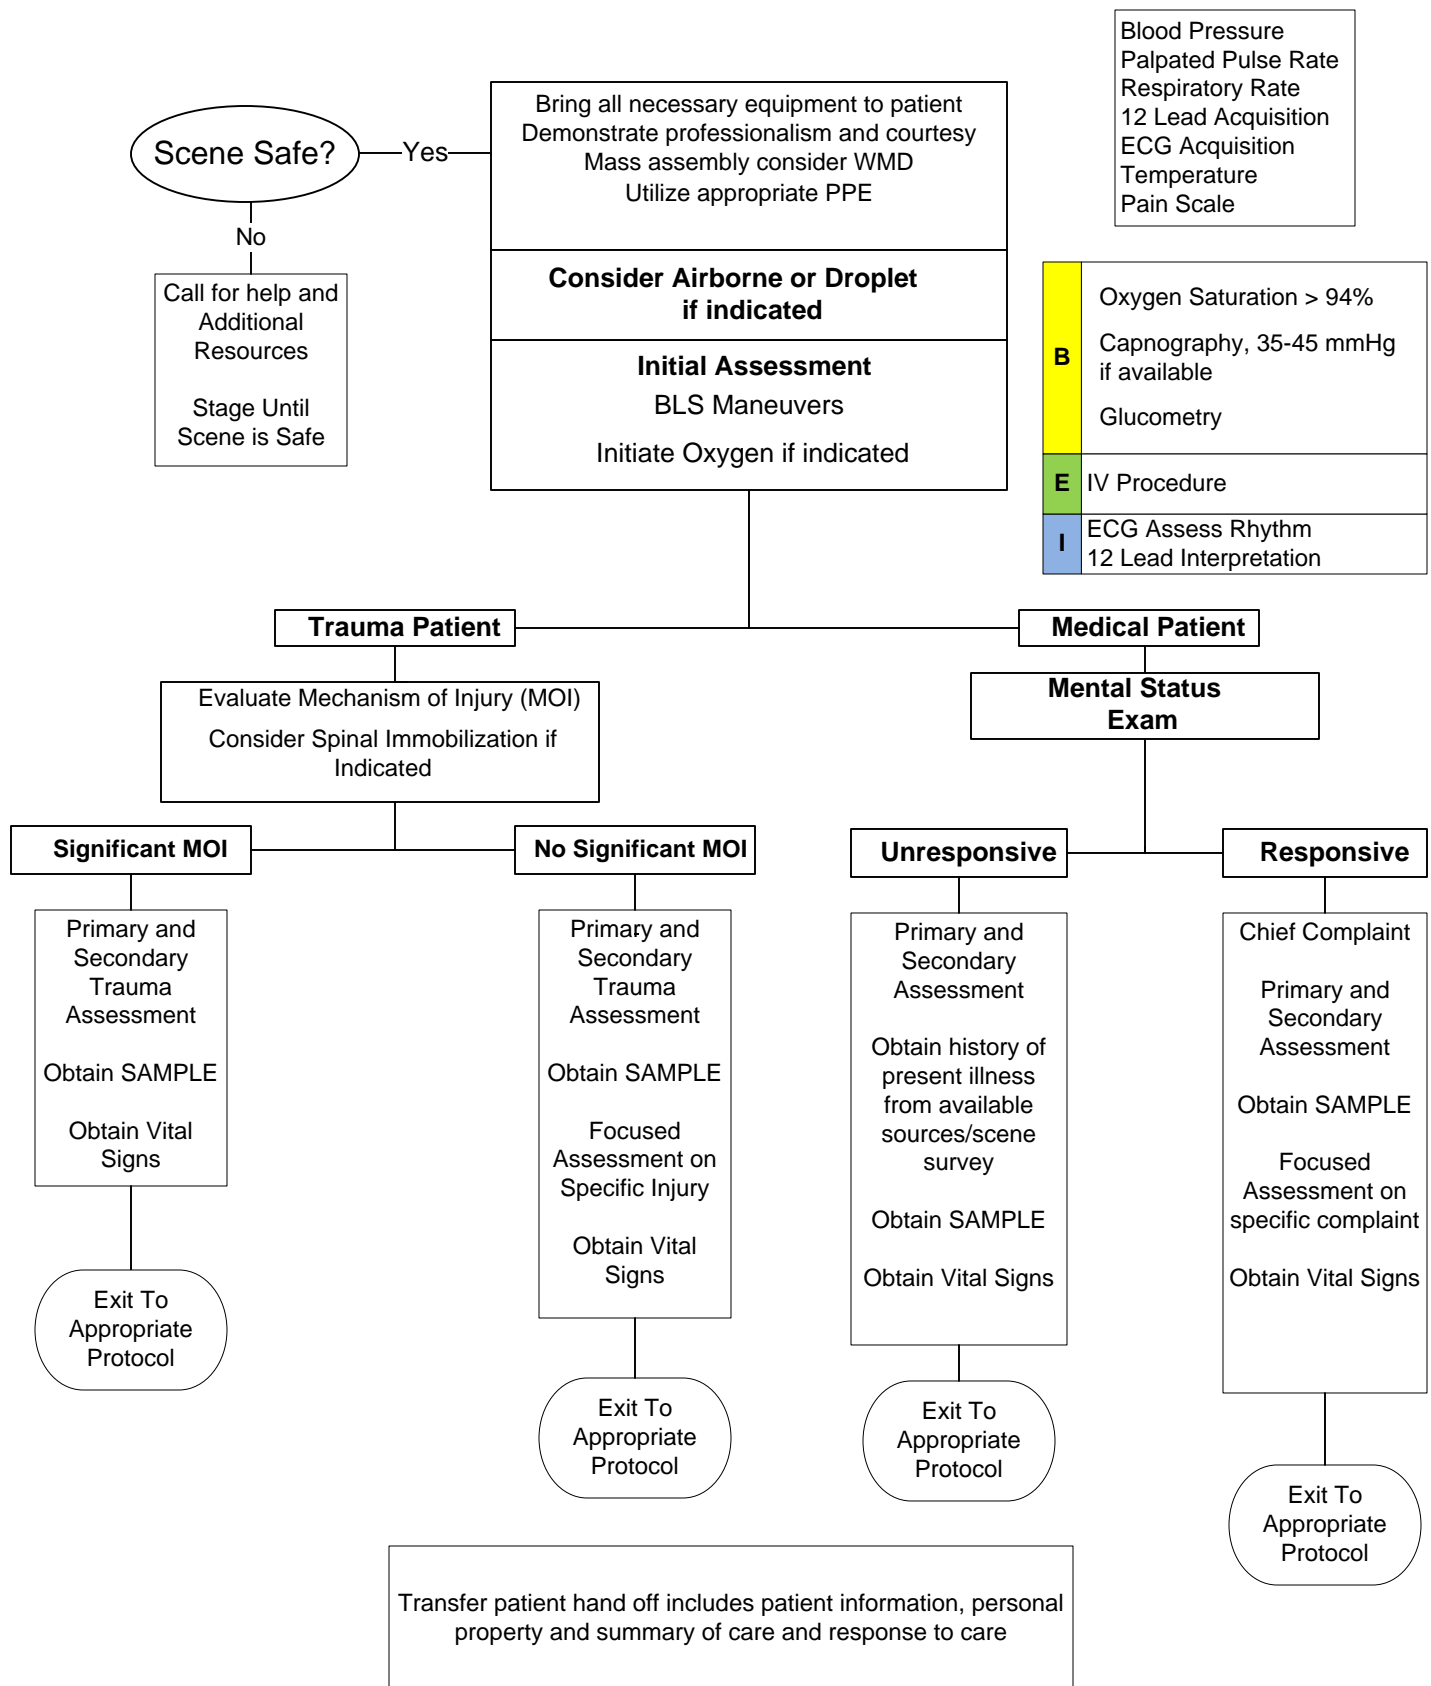 Blood Pressure
Palpated Pulse Rate
Respiratory Rate
12 Lead Acquisition
ECG Acquisition
Temperature
Pain Scale
Scene Safe?
Yes
No
Call for help and
Additional
Resources
Stage Until
Scene is Safe
Bring all necessary equipment to patient
Demonstrate professionalism and courtesy
Mass assembly consider WMD
Utilize appropriate PPE
Consider Airborne or Droplet
if indicated
Initial Assessment
BLS Maneuvers
Initiate Oxygen if indicated
B
Oxygen Saturation > 94%
Capnography, 35-45 mmHg
if available
Glucometry
E
IV Procedure
I
ECG Assess Rhythm
12 Lead Interpretation
Trauma Patient
Evaluate Mechanism of Injury (MOI)
Consider Spinal Immobilization if
Indicated
Medical Patient
Mental Status
Exam
Significant MOI
Primary and
Secondary
Trauma
Assessment
Obtain SAMPLE
Obtain Vital
Signs
Exit To
Appropriate
Protocol
No Significant MOI
Primary and
Secondary
Trauma
Assessment
Obtain SAMPLE
Focused
Assessment on
Specific Injury
Obtain Vital
Signs
Exit To
Appropriate
Protocol
Unresponsive
Primary and
Secondary
Assessment
Obtain history of
present illness
from available
sources/scene
survey
Obtain SAMPLE
Obtain Vital Signs
Exit To
Appropriate
Protocol
Responsive
Chief Complaint
Primary and
Secondary
Assessment
Obtain SAMPLE
Focused
Assessment on
specific complaint
Obtain Vital Signs
Exit To
Appropriate
Protocol
Transfer patient hand off includes patient information, personal
property and summary of care and response to care